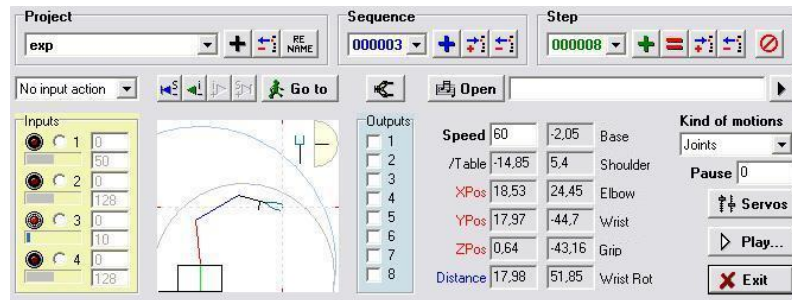 Project
Sequence
Step
exp
RE NAME
000003
000008
No input action
S
i
Go to
Open
Inputs
1 0
50
2 0
128
3 0
10
4 0
128
Outputs
1
2
3
4
5
6
7
8
Speed 60 -2,05 Base
/Table -14,85 5,4 Shoulder
XPos 18,53 24,45 Elbow
YPos 17,97 -44,7 Wrist
ZPos 0,64 -43,16 Grip
Distance 17,98 51,85 Wrist Rot
Kind of motions
Joints
Pause 0
Servos
Play...
Exit